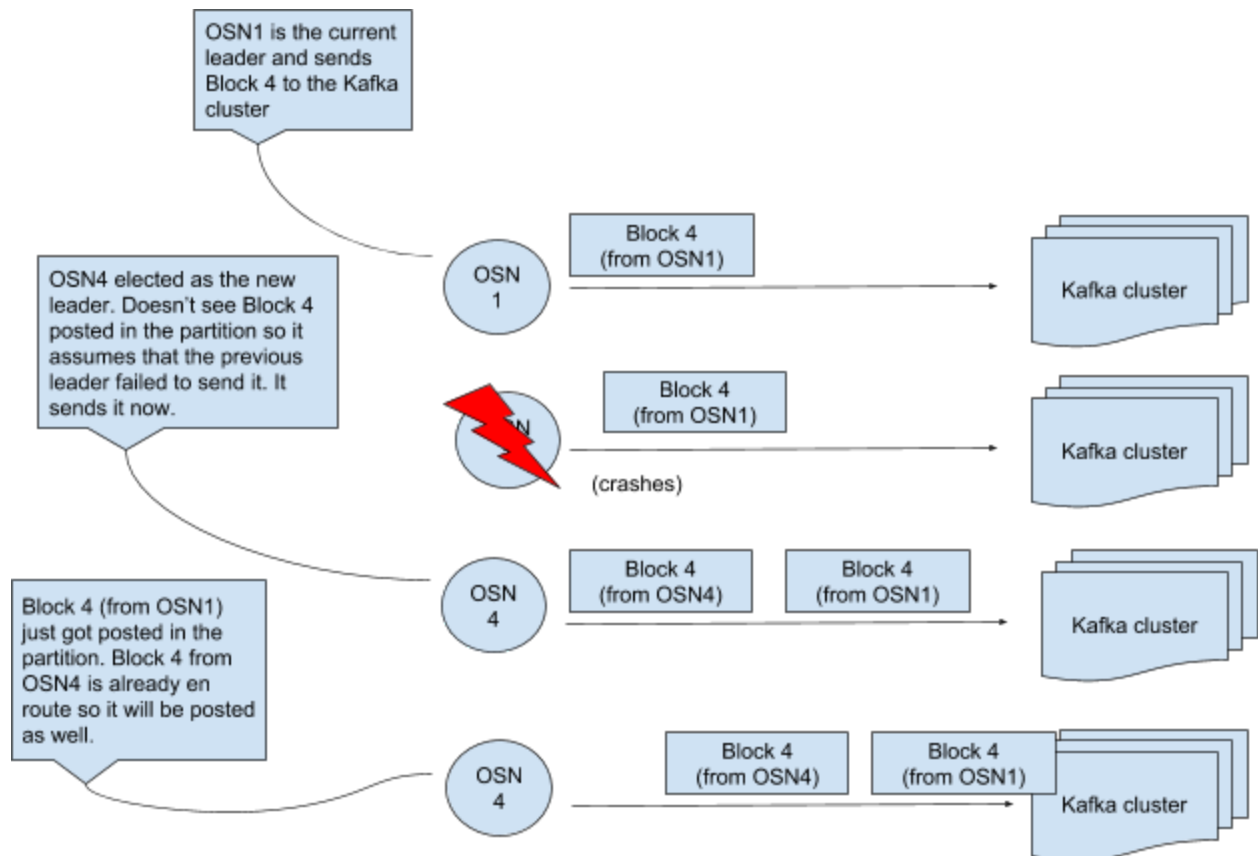 OSN1 is the current
leader and sends
Block 4 to the Kafka
cluster
Block 4
(from OSN1)
OSN
1
Kafka cluster
OSN4 elected as the new
leader. Doesn't see Block 4
posted in the partition so it
assumes that the previous
leader failed to send it. It
sends it now.
Block 4
(from OSN1)
(crashes)
Kafka cluster
Block 4
(from OSN4)
Block 4
(from OSN1)
OSN
4
Kafka cluster
Block 4 (from OSN1)
just got posted in the
partition. Block 4 from
OSN4 is already en
route so it will be posted
as well.
Block 4
(from OSN4)
Block 4
(from OSN1)
OSN
4
Kafka cluster